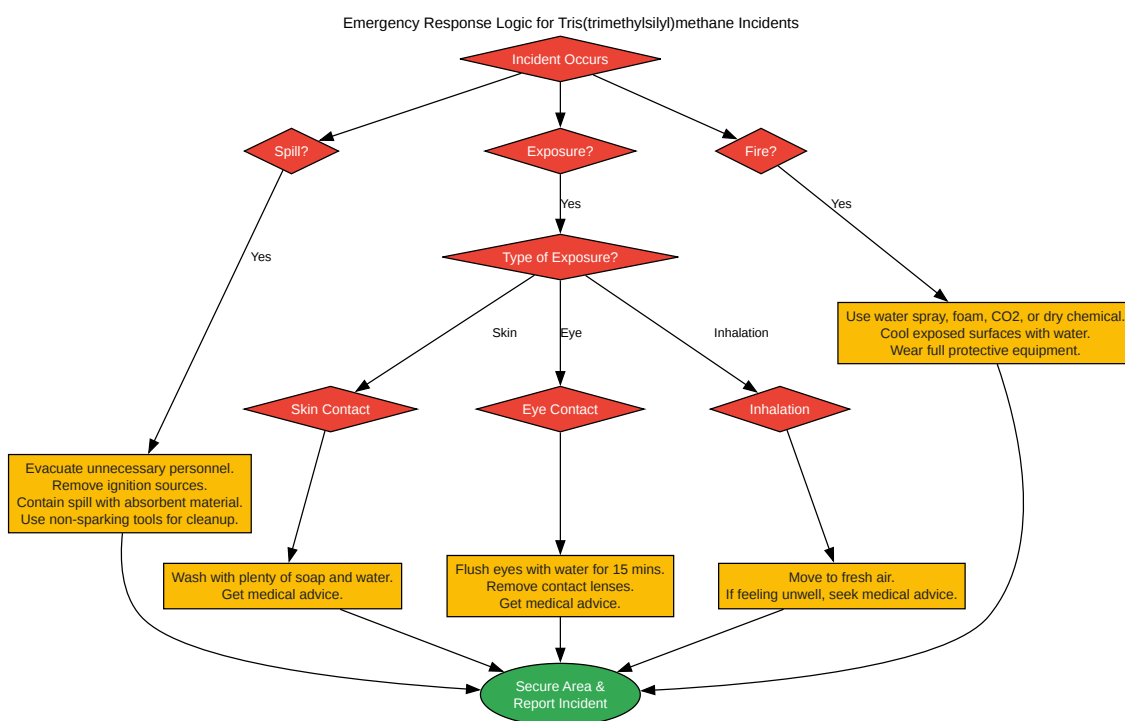 Emergency Response Logic for Tris(trimethylsilyl)methane Incidents
Incident Occurs
Spill?
Exposure?
Fire?
Yes
Yes
Yes
Type of Exposure?
Use water spray, foam, CO2, or dry chemical.
Cool exposed surfaces with water.
Wear full protective equipment.
Skin
Eye
Inhalation
Skin Contact
Eye Contact
Inhalation
Evacuate unnecessary personnel.
Remove ignition sources.
Contain spill with absorbent material.
Use non-sparking tools for cleanup.
Wash with plenty of soap and water.
Get medical advice.
Flush eyes with water for 15 mins.
Remove contact lenses.
Get medical advice.
Move to fresh air.
If feeling unwell, seek medical advice.
Secure Area &
Report Incident